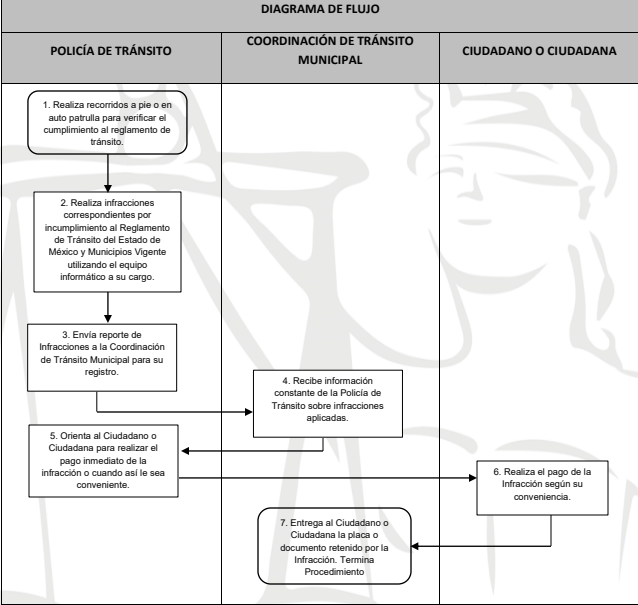 DIAGRAMA DE FLUJO
POLICÍA DE TRÁNSITO
COORDINACIÓN DE TRÁNSITO
MUNICIPAL
CIUDADANO O CIUDADANA
1. Realiza recorridos a pie o en
auto patrulla para verificar el
cumplimiento al reglamento de
tránsito.
2. Realiza infracciones
correspondientes por
incumplimiento al Reglamento
de Tránsito del Estado de
México y Municipios Vigente
utilizando el equipo
informático a su cargo.
3. Envía reporte de
Infracciones a la Coordinación
de Tránsito Municipal para su
registro.
4. Recibe información
constante de la Policía de
Tránsito sobre infracciones
aplicadas.
5. Orienta al Ciudadano o
Ciudadana para realizar el
pago inmediato de la
infracción o cuando así le sea
conveniente.
6. Realiza el pago de la
Infracción según su
conveniencia.
7. Entrega al Ciudadano o
Ciudadana la placa o
documento retenido por la
Infracción. Termina
Procedimiento